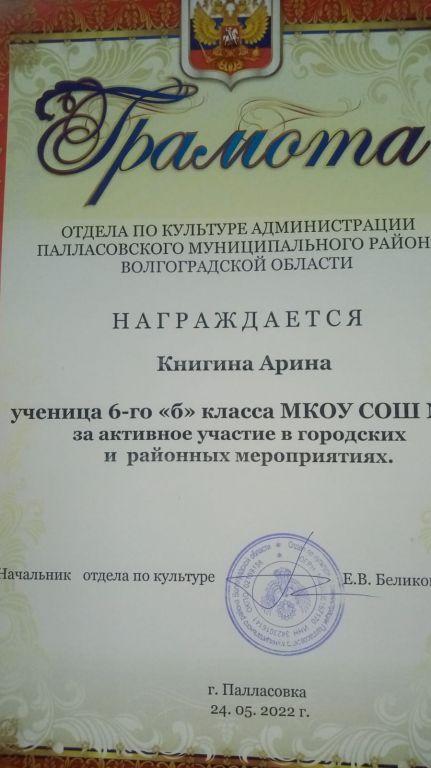 Грамота
ОТДЕЛА ПО КУЛЬТУРЕ АДМИНИСТРАЦИИ
ПАЛЛАСОВСКОГО МУНИЦИПАЛЬНОГО РАЙОН
ВОЛГОГРАДСКОЙ ОБЛАСТИ
НАГРАЖДАЕТСЯ
Книгина Арина
ученица 6-го «б» класса МКОУ СОШ
за активное участие в городских
и районных мероприятиях.
Начальник отдела по культуре Е.В. Беликов
г. Палласовка
24. 05. 2022 г.